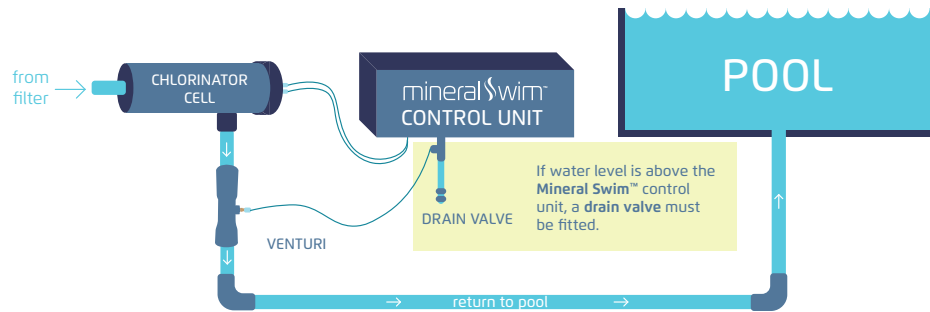 from
filter
CHLORINATOR
CELL
mineral swim™
CONTROL UNIT
POOL
If water level is above the
Mineral Swim™ control
unit, a drain valve must
be fitted.
DRAIN VALVE
VENTURI
return to pool